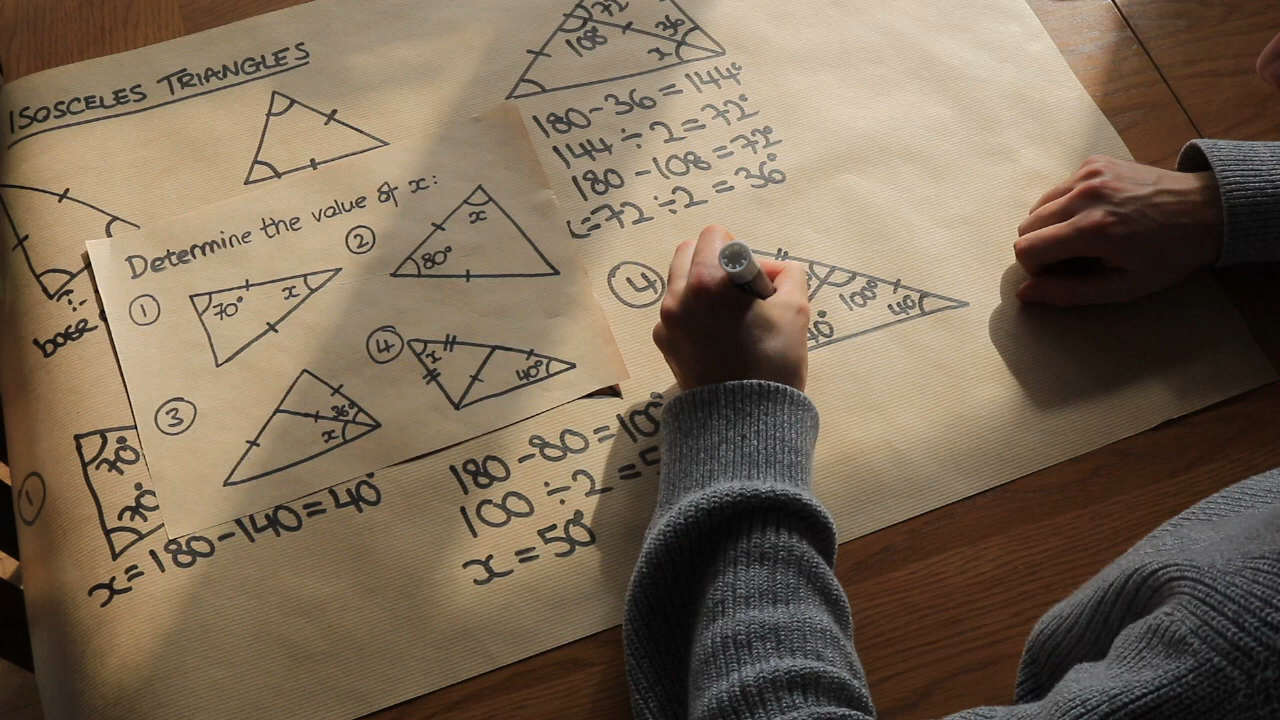 ISOSCELES TRIANGLES
base
Determine the value of x:
①
70°
x
②
80°
x
③
36°
x
④
x
40°
①
70°
70°
x=180-140=40°
180-80=100°
100÷2=
x=50°
72°
108°
36°
x
180-36=144°
144÷2=72°
180-108=72°
x=72÷2=36°
④
100°
40°
40°